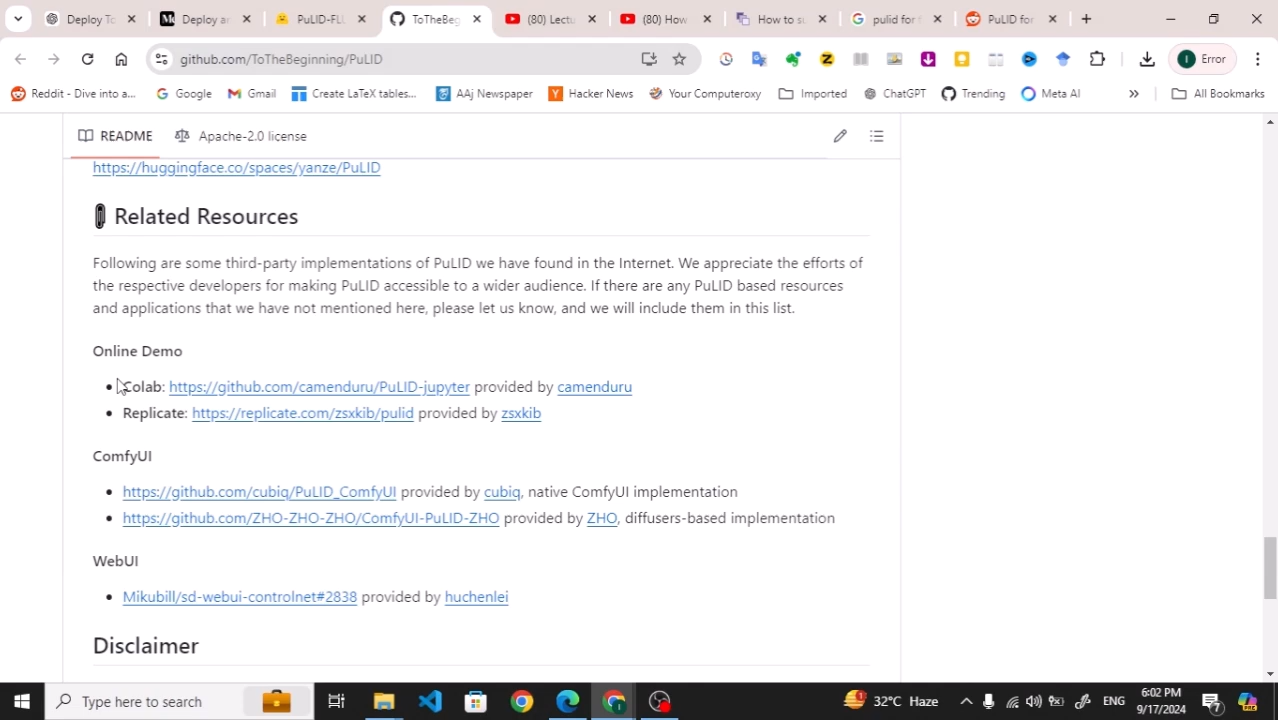 Deploy To
Deploy ar
PuLID-FLU
ToTheBeg
(80) Lectu
(80) How
How to su
pulid for f
PuLID for
github.com/ToTheBeginning/PuLID
Error
Reddit - Dive into a...
Google
Gmail
Create LaTeX tables...
AAj Newspaper
Hacker News
Your Computeroxy
Imported
ChatGPT
Trending
Meta AI
»
All Bookmarks
README
Apache-2.0 license
https://huggingface.co/spaces/yanze/PuLID
Related Resources
Following are some third-party implementations of PuLID we have found in the Internet. We appreciate the efforts of
the respective developers for making PuLID accessible to a wider audience. If there are any PuLID based resources
and applications that we have not mentioned here, please let us know, and we will include them in this list.
Online Demo
• Colab: https://github.com/camenduru/PuLID-jupyter provided by camenduru
• Replicate: https://replicate.com/zsxkib/pulid provided by zsxkib
ComfyUI
• https://github.com/cubiq/PuLID_ComfyUI provided by cubiq, native ComfyUI implementation
• https://github.com/ZHO-ZHO-ZHO/ComfyUI-PuLID-ZHO provided by ZHO, diffusers-based implementation
WebUI
• Mikubill/sd-webui-controlnet#2838 provided by huchenlei
Disclaimer
Type here to search
32°C Haze
ENG
6:02 PM
9/17/2024